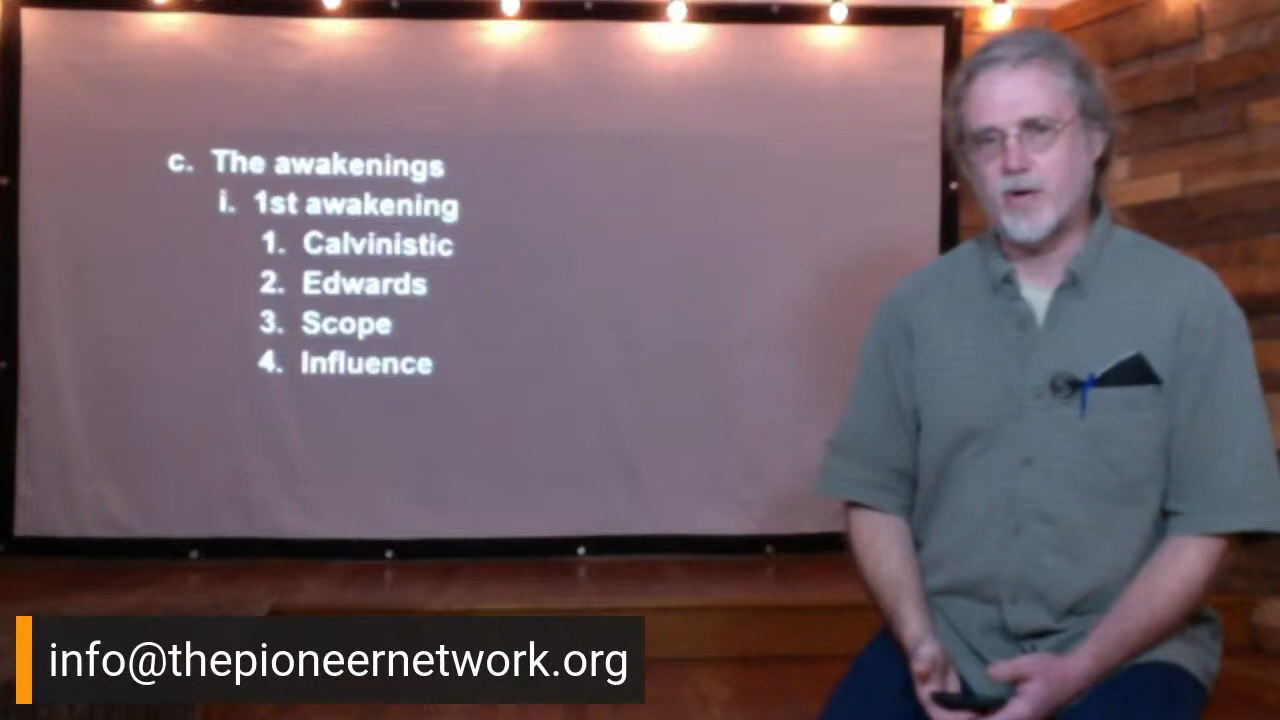 c. The awakenings
i. 1st awakening
1. Calvinistic
2. Edwards
3. Scope
4. Influence
info@thepioneernetwork.org